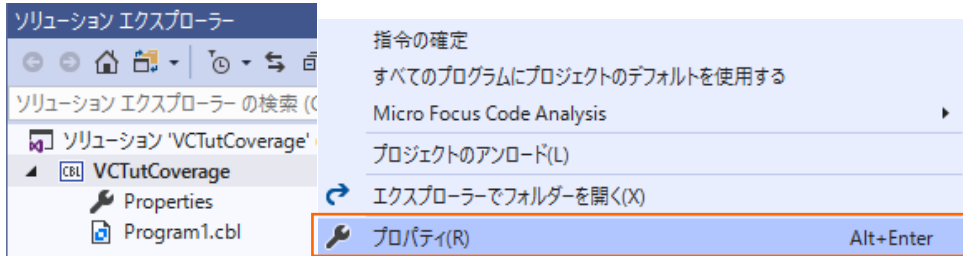 ソリューション エクスプローラー
ソリューション エクスプローラー の検索 (C
ソリューション 'VCTutCoverage'
CBL VCTutCoverage
Properties
Program1.cbl
指令の確定
すべてのプログラムにプロジェクトのデフォルトを使用する
Micro Focus Code Analysis
プロジェクトのアンロード(L)
エクスプローラーでフォルダーを開く(X)
プロパティ(R) Alt+Enter